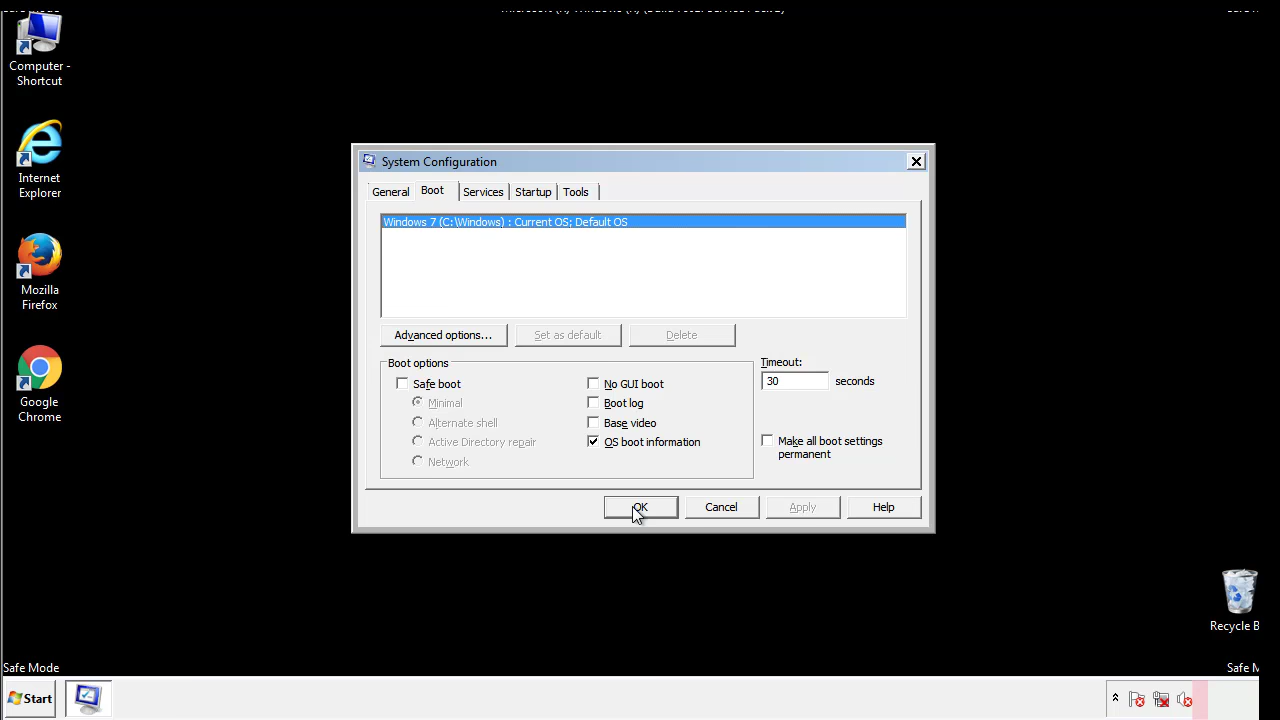 Computer -
Shortcut
Internet
Explorer
Mozilla
Firefox
Google
Chrome
System Configuration
General Boot Services Startup Tools
Windows 7 (C:\Windows) : Current OS; Default OS
Advanced options... Set as default Delete
Boot options
Timeout:
Safe boot No GUI boot 30 seconds
Minimal Boot log
Alternate shell Base video
Active Directory repair OS boot information Make all boot settings
permanent
Network
OK Cancel Apply Help
Recycle B
Safe Mode Safe M
Start